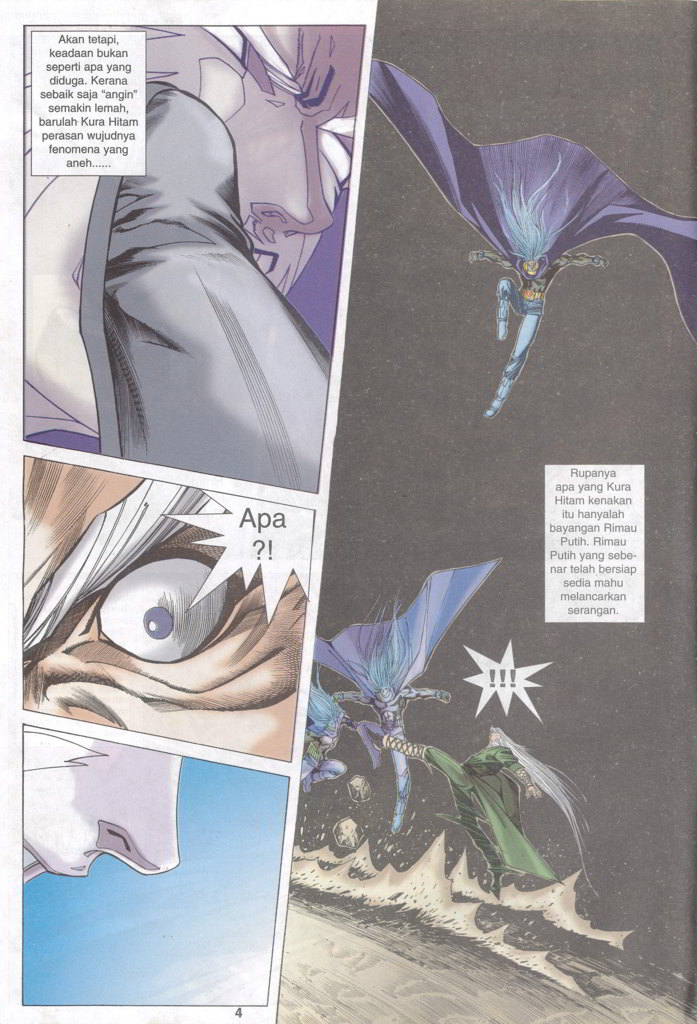 Akan tetapi,
keadaan bukan
seperti apa yang
diduga. Kerana
sebaik saja “angin”
semakin lemah,
barulah Kura Hitam
perasan wujudnya
fenomena yang
aneh......
Apa
?!
Rupanya
apa yang Kura
Hitam kenakan
itu hanyalah
bayangan Rimau
Putih. Rimau
Putih yang sebe-
nar telah bersiap
sedia mahu
melancarkan
serangan.
!!!
4